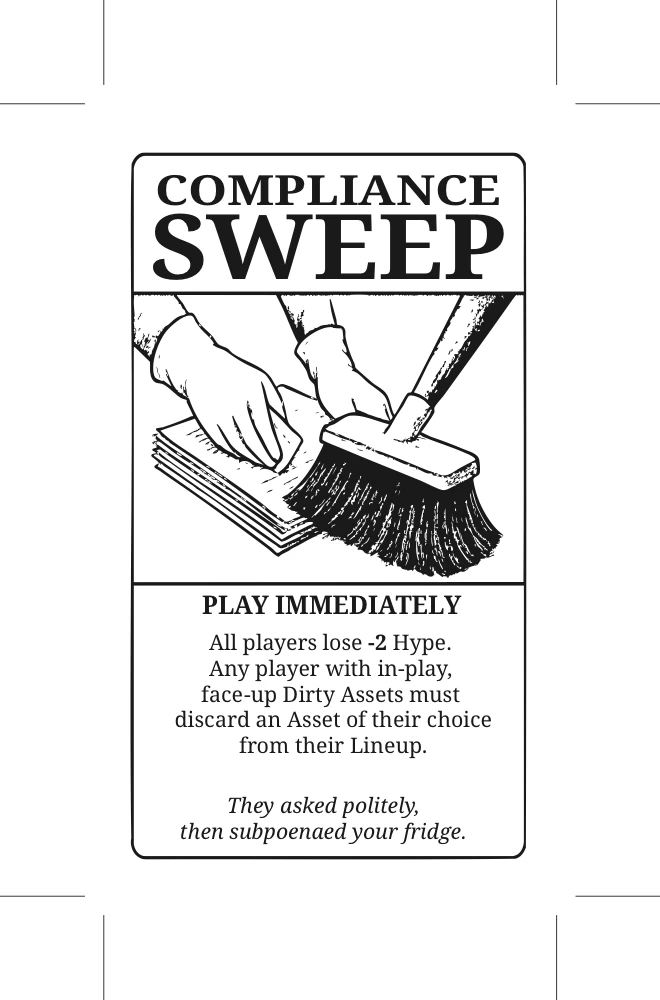 COMPLIANCE
SWEEP
PLAY IMMEDIATELY
All players lose -2 Hype.
Any player with in-play,
face-up Dirty Assets must
discard an Asset of their choice
from their Lineup.
They asked politely,
then subpoenaed your fridge.